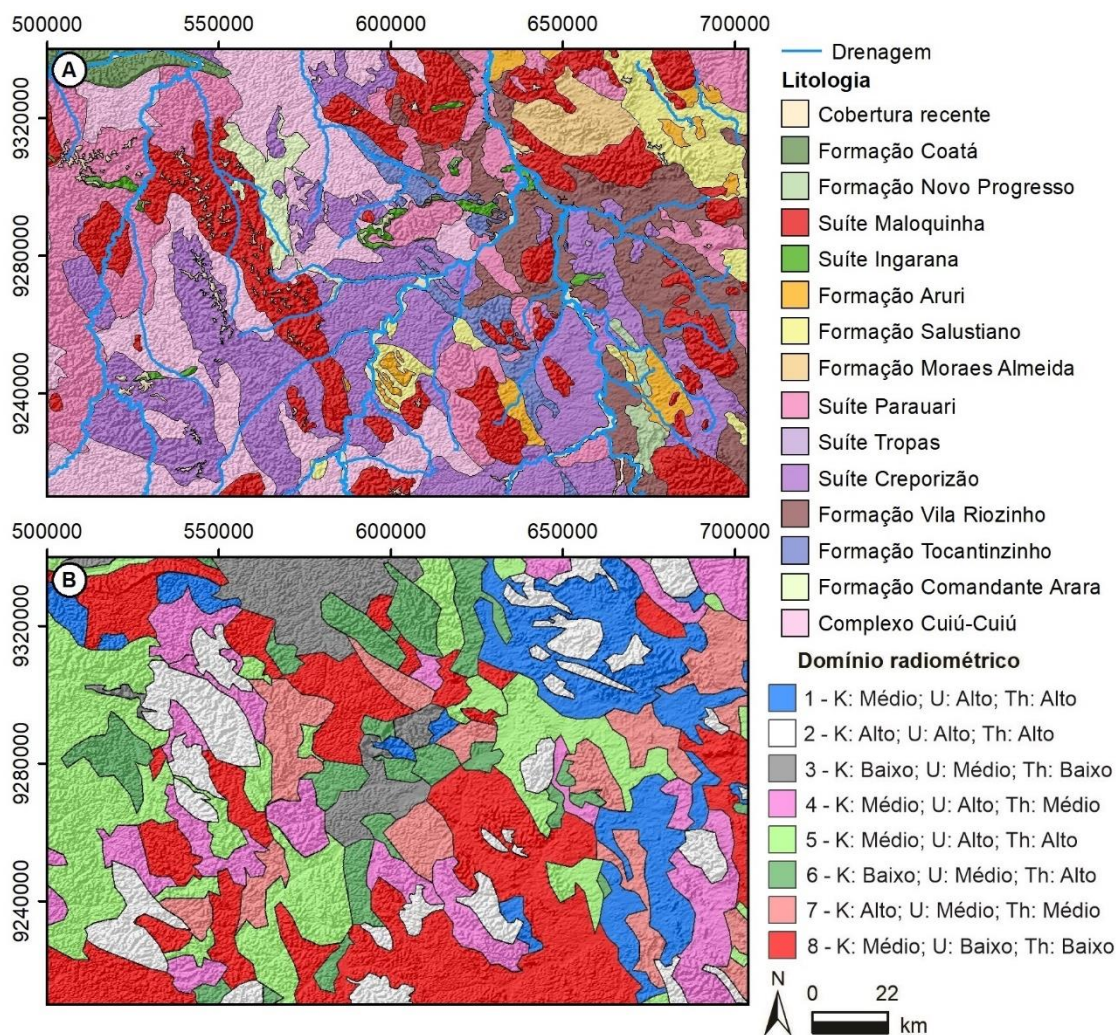 500000 550000 600000 650000 700000
A
9320000
9280000
9240000
Drenagem
Litologia
Cobertura recente
Formação Coatá
Formação Novo Progresso
Suíte Maloquinha
Suíte Ingarana
Formação Aruri
Formação Salustiano
Formação Moraes Almeida
Suíte Parauari
Suíte Tropas
Suíte Creporizão
Formação Vila Riozinho
Formação Tocantinzinho
Formação Comandante Arara
Complexo Cuiú-Cuiú
500000 550000 600000 650000 700000
B
9320000
9280000
9240000
Domínio radiométrico
1 - K: Médio; U: Alto; Th: Alto
2 - K: Alto; U: Alto; Th: Alto
3 - K: Baixo; U: Médio; Th: Baixo
4 - K: Médio; U: Alto; Th: Médio
5 - K: Médio; U: Alto; Th: Alto
6 - K: Baixo; U: Médio; Th: Alto
7 - K: Alto; U: Médio; Th: Médio
8 - K: Médio; U: Baixo; Th: Baixo
N
0 22
km